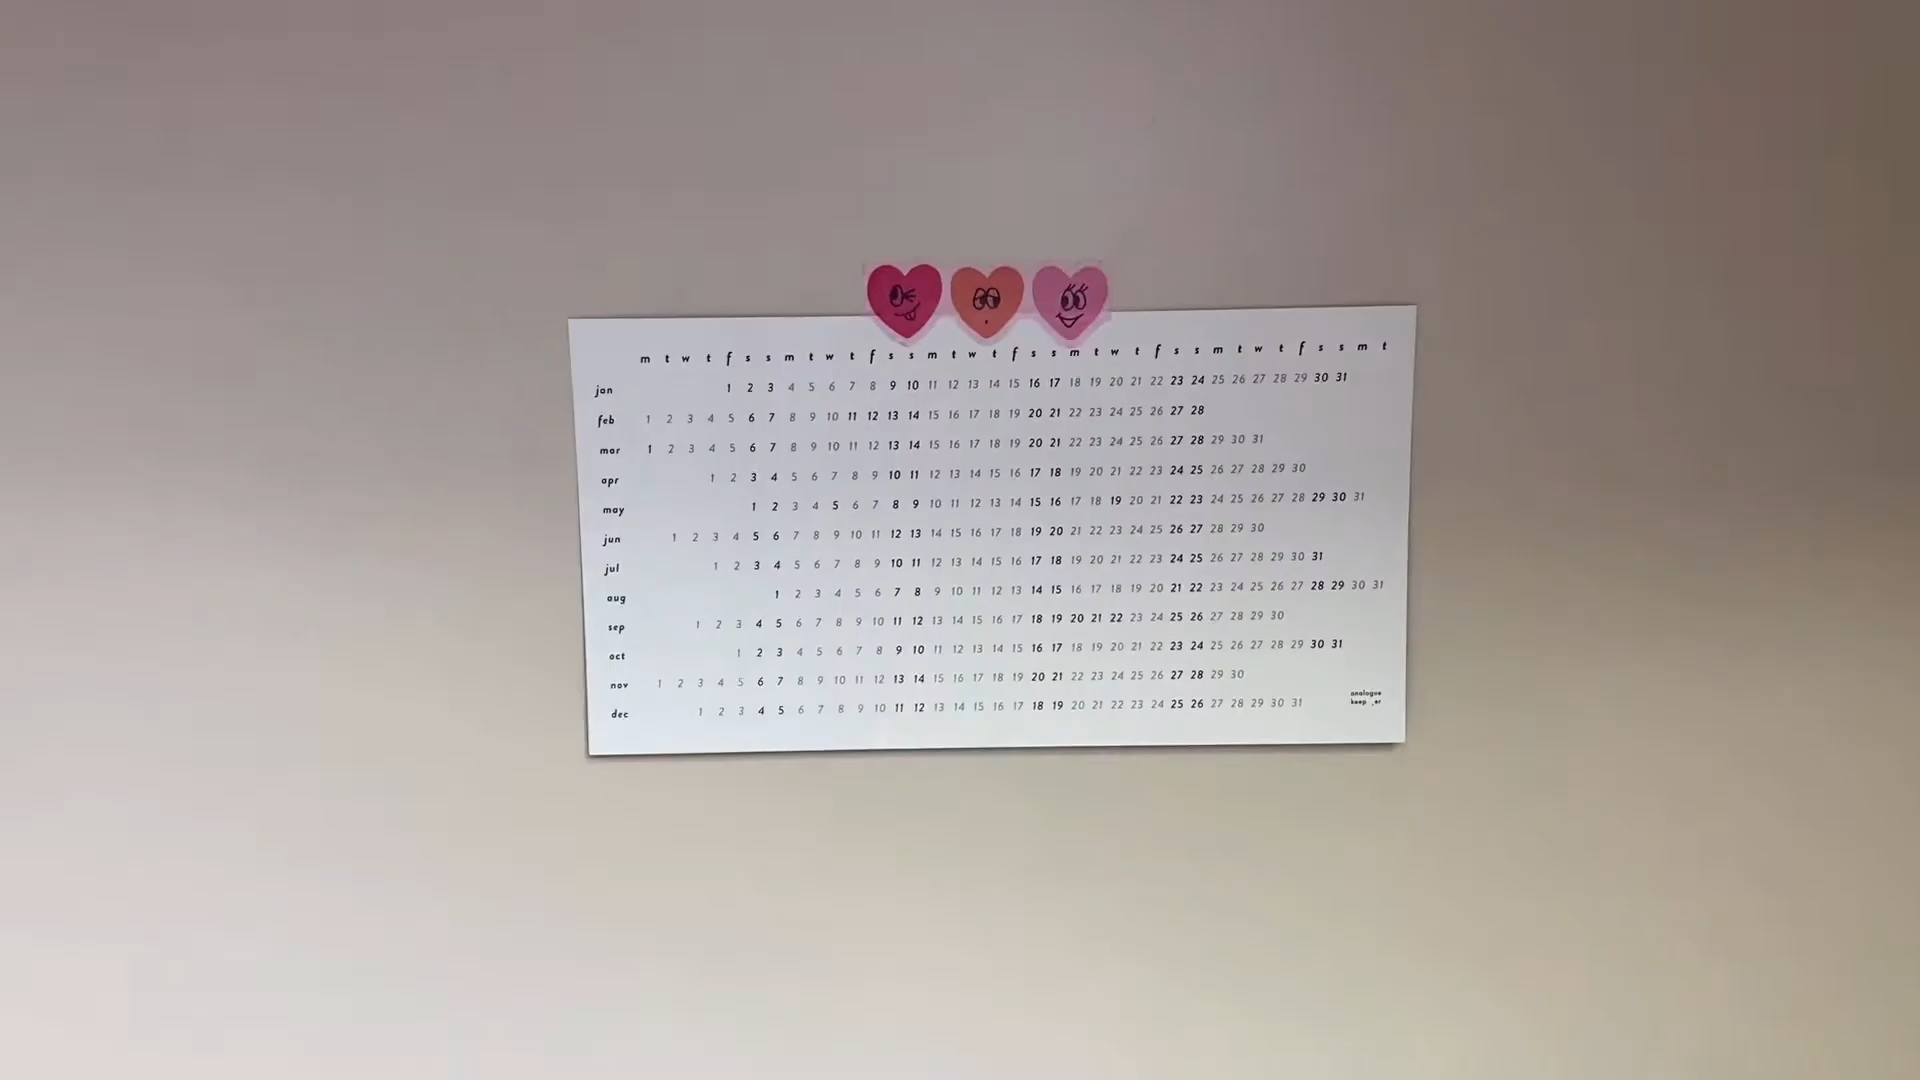 m t w t f s s m t w t f s s m t w t f s s m t w t f s s m t w t f s s m t
jan 1 2 3 4 5 6 7 8 9 10 11 12 13 14 15 16 17 18 19 20 21 22 23 24 25 26 27 28 29 30 31
feb 1 2 3 4 5 6 7 8 9 10 11 12 13 14 15 16 17 18 19 20 21 22 23 24 25 26 27 28
mar 1 2 3 4 5 6 7 8 9 10 11 12 13 14 15 16 17 18 19 20 21 22 23 24 25 26 27 28 29 30 31
apr 1 2 3 4 5 6 7 8 9 10 11 12 13 14 15 16 17 18 19 20 21 22 23 24 25 26 27 28 29 30
may 1 2 3 4 5 6 7 8 9 10 11 12 13 14 15 16 17 18 19 20 21 22 23 24 25 26 27 28 29 30 31
jun 1 2 3 4 5 6 7 8 9 10 11 12 13 14 15 16 17 18 19 20 21 22 23 24 25 26 27 28 29 30
jul 1 2 3 4 5 6 7 8 9 10 11 12 13 14 15 16 17 18 19 20 21 22 23 24 25 26 27 28 29 30 31
aug 1 2 3 4 5 6 7 8 9 10 11 12 13 14 15 16 17 18 19 20 21 22 23 24 25 26 27 28 29 30 31
sep 1 2 3 4 5 6 7 8 9 10 11 12 13 14 15 16 17 18 19 20 21 22 23 24 25 26 27 28 29 30
oct 1 2 3 4 5 6 7 8 9 10 11 12 13 14 15 16 17 18 19 20 21 22 23 24 25 26 27 28 29 30 31
nov 1 2 3 4 5 6 7 8 9 10 11 12 13 14 15 16 17 18 19 20 21 22 23 24 25 26 27 28 29 30
dec 1 2 3 4 5 6 7 8 9 10 11 12 13 14 15 16 17 18 19 20 21 22 23 24 25 26 27 28 29 30 31
analogue
keep_er